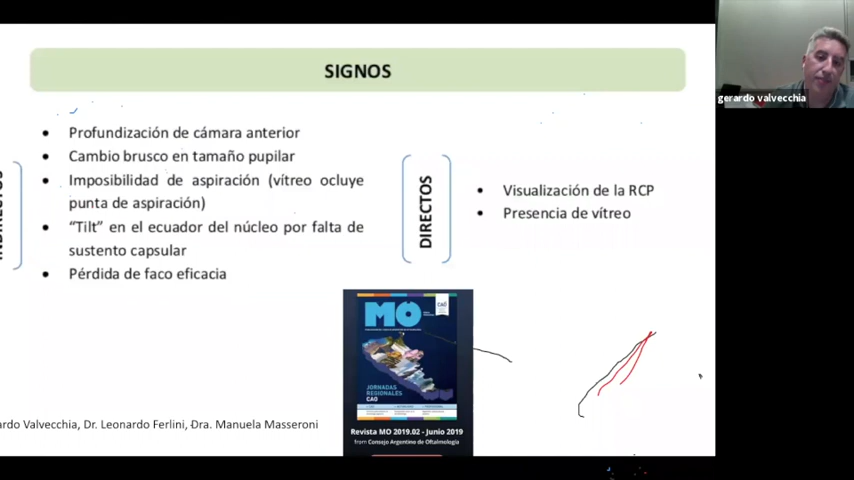 SIGNOS
gerardo valvecchia
• Profundización de cámara anterior
• Cambio brusco en tamaño pupilar
• Imposibilidad de aspiración (vítreo ocluye
punta de aspiración)
• “Tilt” en el ecuador del núcleo por falta de
sustento capsular
• Pérdida de faco eficacia
DIRECTOS
• Visualización de la RCP
• Presencia de vítreo
MO
CAO
JORNADAS
REGIONALES
CAO
Revista MO 2019.02 - Junio 2019
from Consejo Argentino de Oftalmología
ardo Valvecchia, Dr. Leonardo Ferlini, Dra. Manuela Masseroni